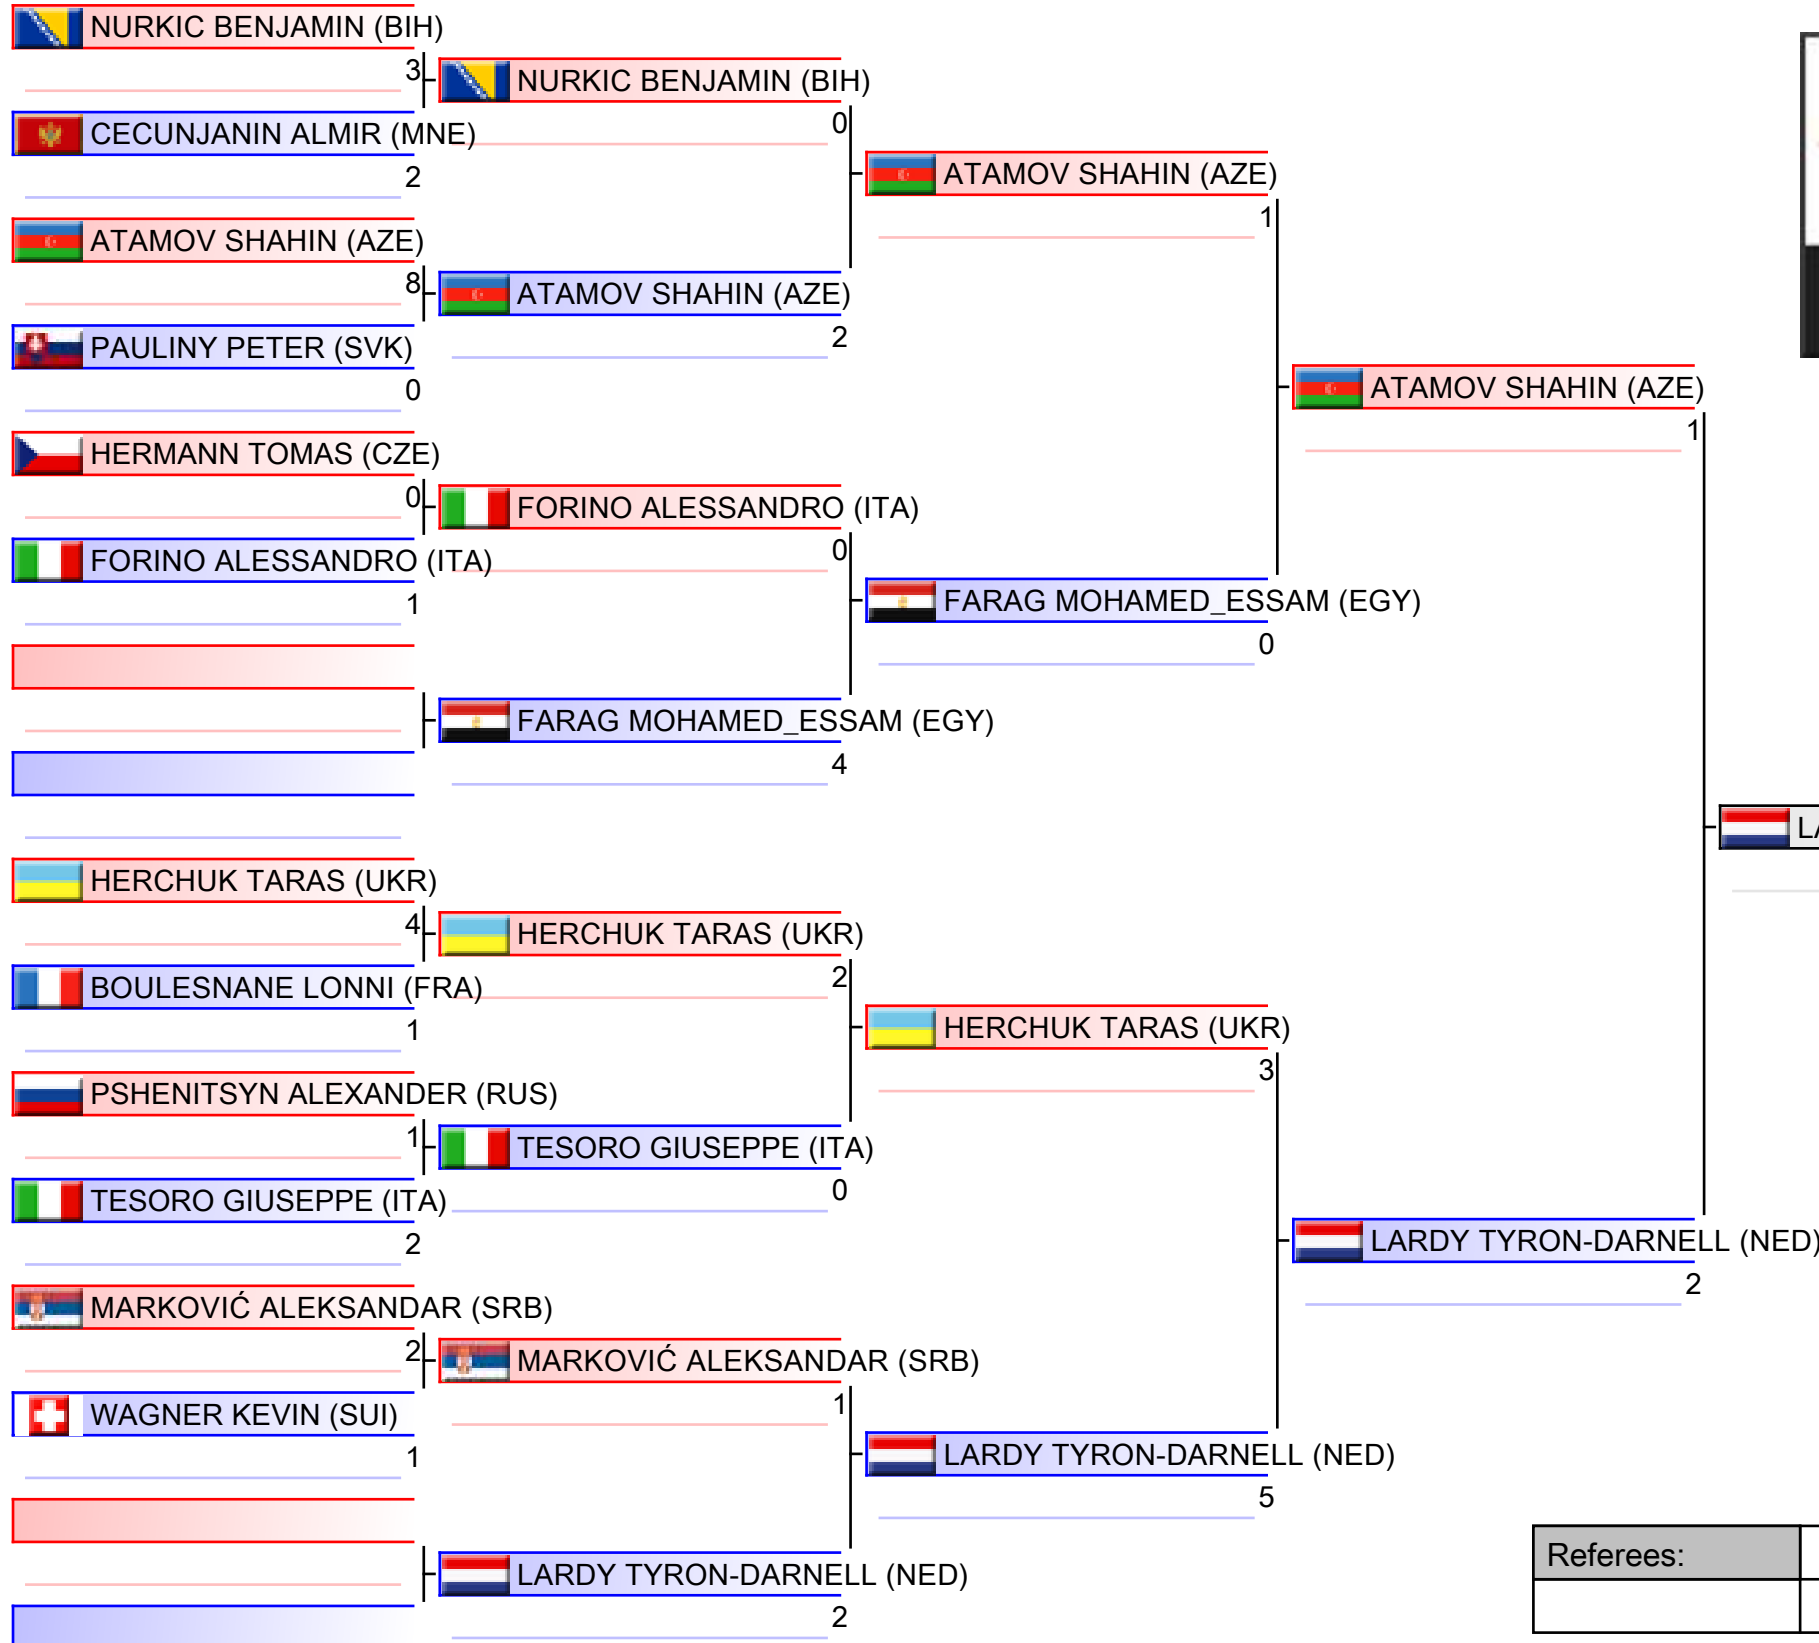 NURKIC BENJAMIN (BIH)
3
CECUNJANIN ALMIR (MNE)
2
ATAMOV SHAHIN (AZE)
8
PAULINY PETER (SVK)
0
HERMANN TOMAS (CZE)
0
FORINO ALESSANDRO (ITA)
1
HERCHUK TARAS (UKR)
4
BOULESNANE LONNI (FRA)
1
PSHENITSYN ALEXANDER (RUS)
1
TESORO GIUSEPPE (ITA)
2
MARKOVIĆ ALEKSANDAR (SRB)
2
WAGNER KEVIN (SUI)
1
NURKIC BENJAMIN (BIH)
0
ATAMOV SHAHIN (AZE)
2
FORINO ALESSANDRO (ITA)
0
FARAG MOHAMED_ESSAM (EGY)
4
HERCHUK TARAS (UKR)
2
TESORO GIUSEPPE (ITA)
0
MARKOVIĆ ALEKSANDAR (SRB)
1
LARDY TYRON-DARNELL (NED)
2
ATAMOV SHAHIN (AZE)
1
FARAG MOHAMED_ESSAM (EGY)
0
HERCHUK TARAS (UKR)
3
LARDY TYRON-DARNELL (NED)
5
ATAMOV SHAHIN (AZE)
1
LARDY TYRON-DARNELL (NED)
2
Referees: